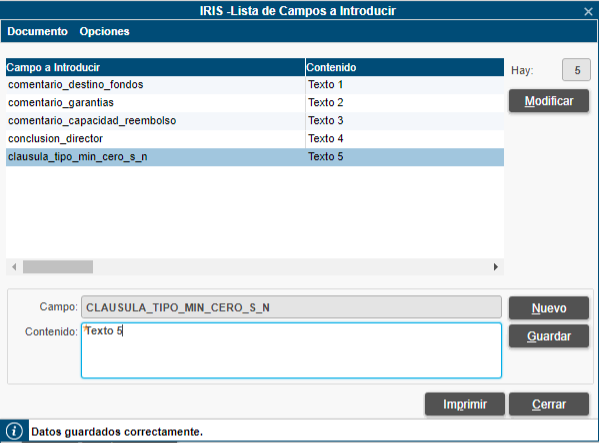 IRIS -Lista de Campos a Introducir
Documento Opciones
Campo a Introducir Contenido
Hay: 5
comentario_destino_fondos Texto 1
comentario_garantias Texto 2
Modificar
comentario_capacidad_reembolso Texto 3
conclusion_director Texto 4
clausula_tipo_min_cero_s_n Texto 5
Campo: CLAUSULA_TIPO_MIN_CERO_S_N
Nuevo
Contenido: *Texto 5
Guardar
Imprimir Cerrar
Datos guardados correctamente.